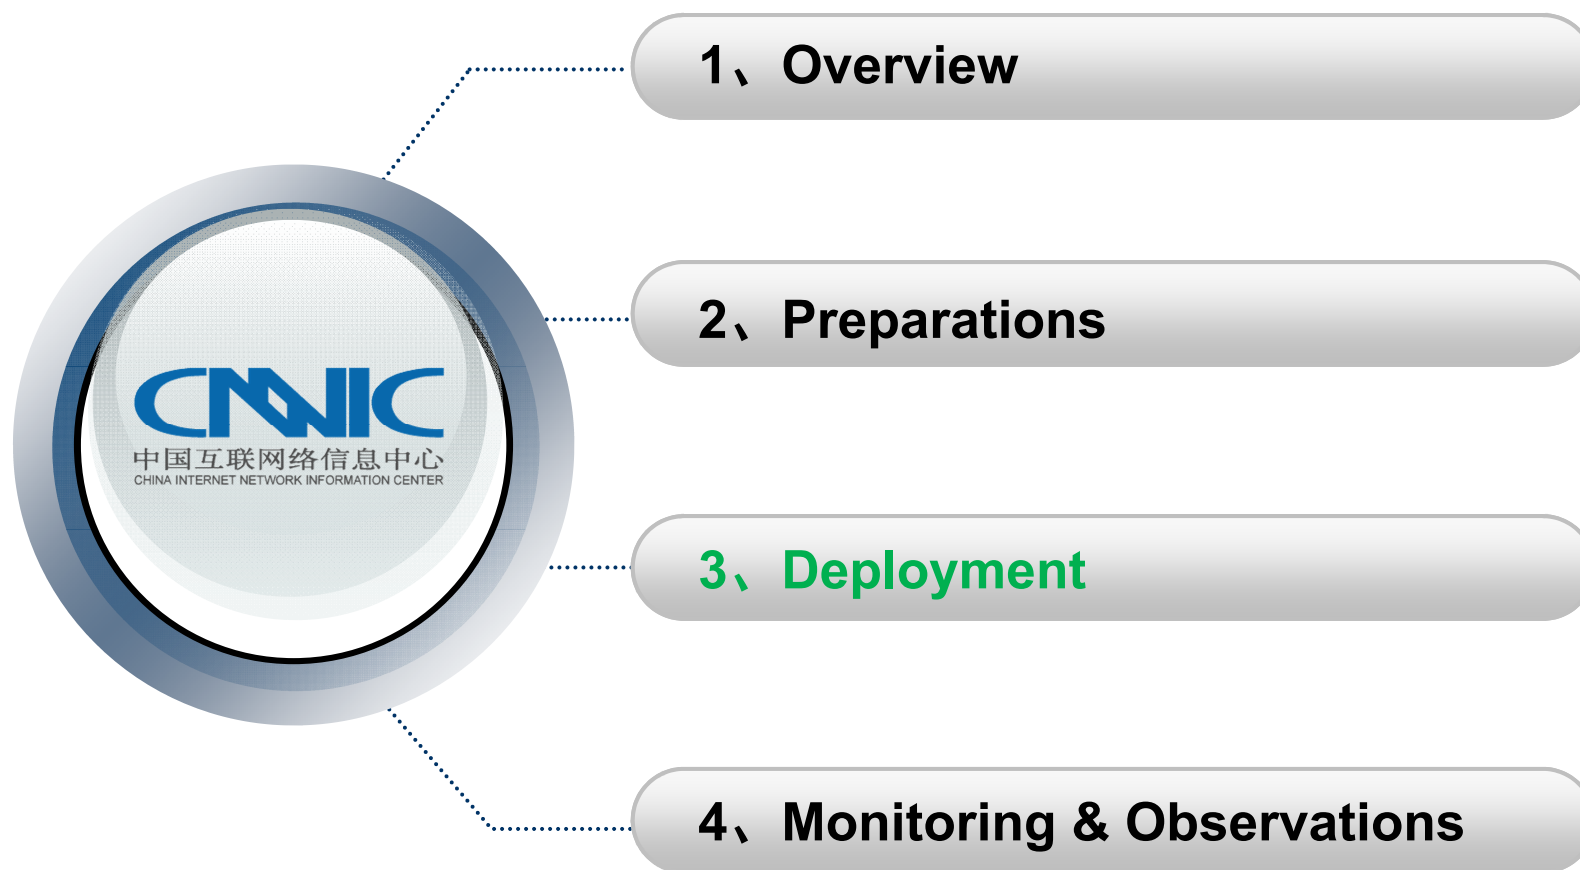 1、Overview
2、Preparations
CNNIC
中国互联网络信息中心
CHINA INTERNET NETWORK INFORMATION CENTER
3、Deployment
4、Monitoring & Observations